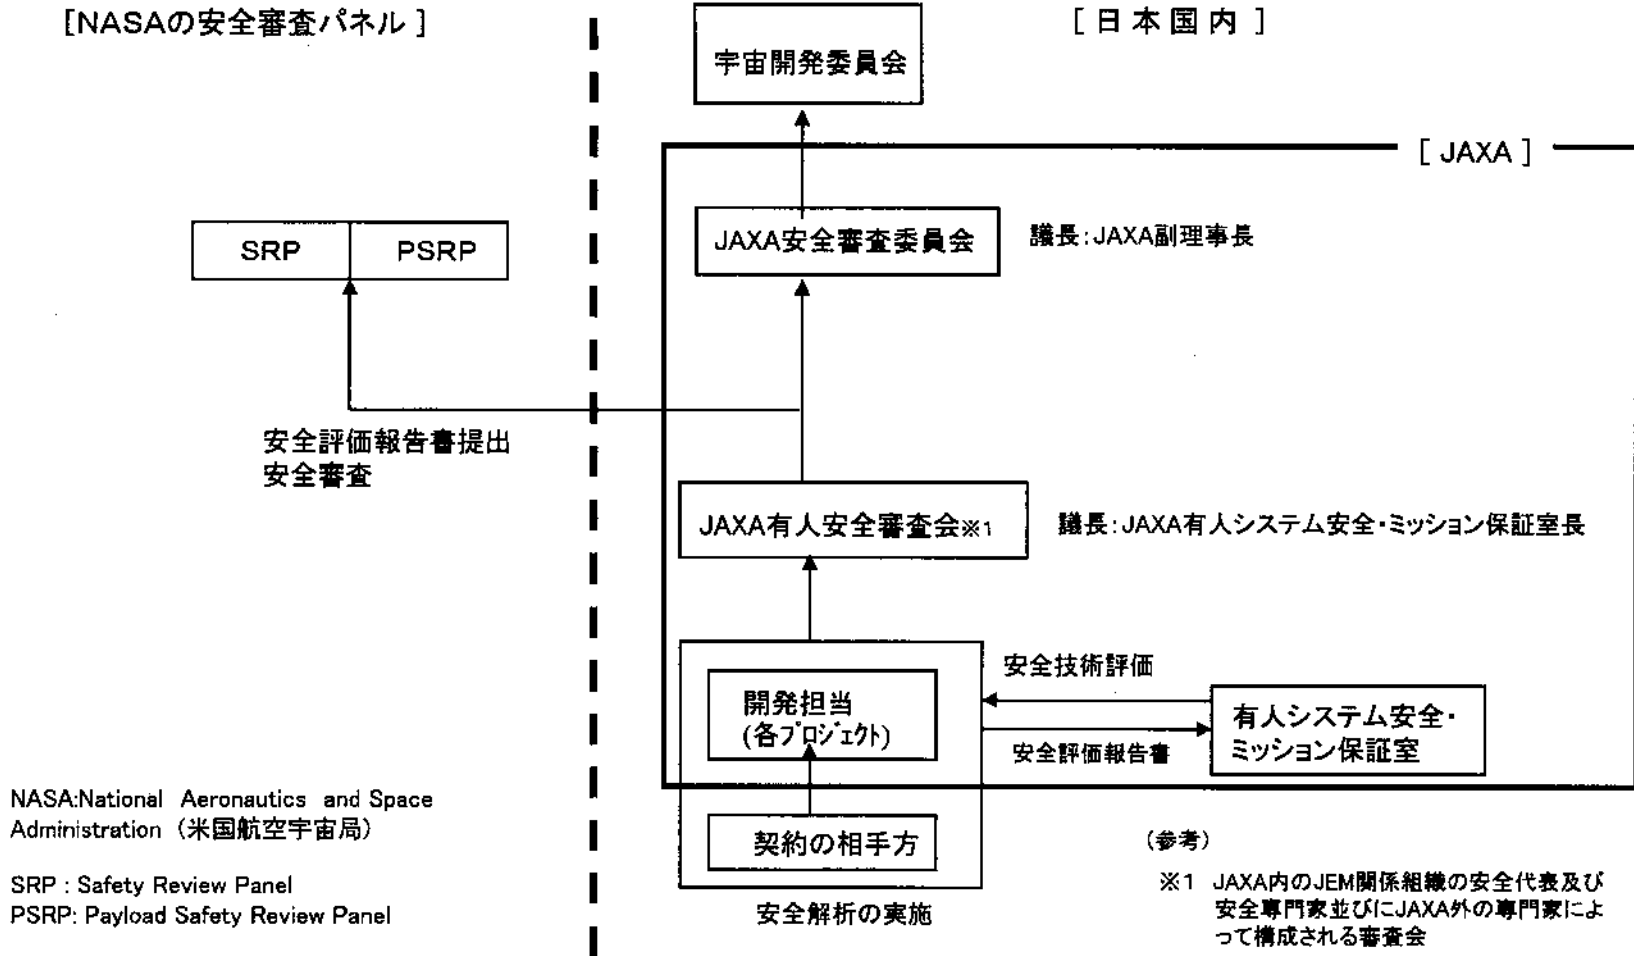 [NASAの安全審査パネル]
[日本国内]
宇宙開発委員会
[JAXA]
SRP
PSRP
JAXA安全審査委員会
議長:JAXA副理事長
安全評価報告書提出
安全審査
JAXA有人安全審査会※1
議長:JAXA有人システム安全・ミッション保証室長
安全技術評価
開発担当
(各プロジェクト)
有人システム安全・
ミッション保証室
安全評価報告書
NASA:National Aeronautics and Space
Administration (米国航空宇宙局)
契約の相手方
(参考)
SRP : Safety Review Panel
PSRP: Payload Safety Review Panel
安全解析の実施
※1 JAXA内のJEM関係組織の安全代表及び
安全専門家並びにJAXA外の専門家によ
って構成される審査会